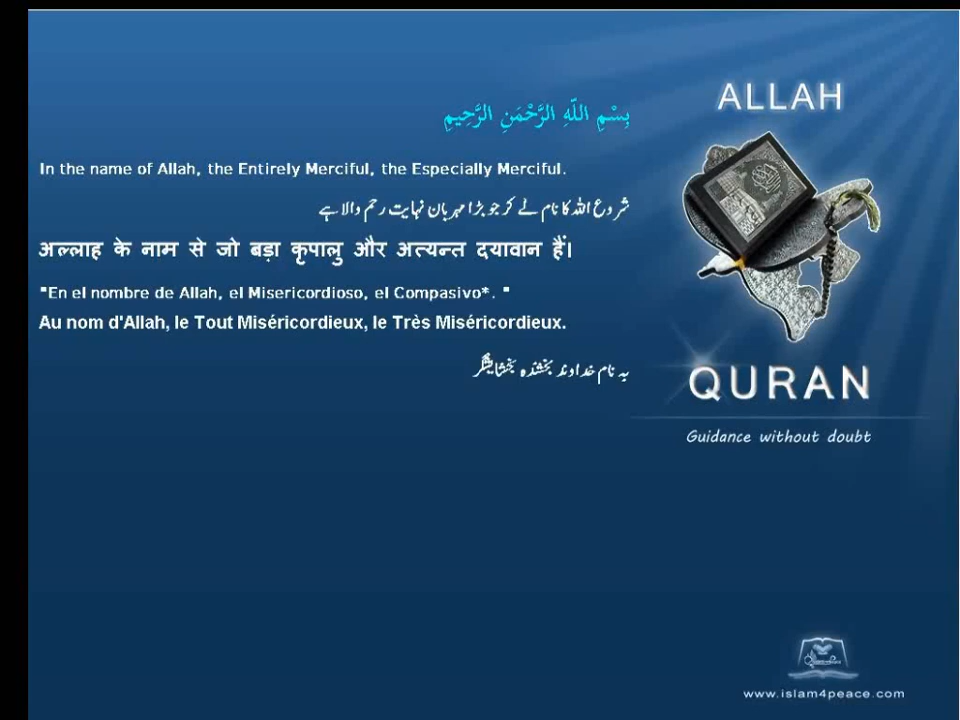 بِسْمِ اللَّهِ الرَّحْمَنِ الرَّحِيمِ
In the name of Allah, the Entirely Merciful, the Especially Merciful.
شروع اللہ کا نام لے کر جو بڑا مہربان نہایت رحم والا ہے
अल्लाह के नाम से जो बड़ा कृपालु और अत्यन्त दयावान हैं।
"En el nombre de Allah, el Misericordioso, el Compasivo*. "
Au nom d'Allah, le Tout Miséricordieux, le Très Miséricordieux.
به نام خداوند بخشنده بخشایشگر
ALLAH
QURAN
Guidance without doubt
www.islam4peace.com